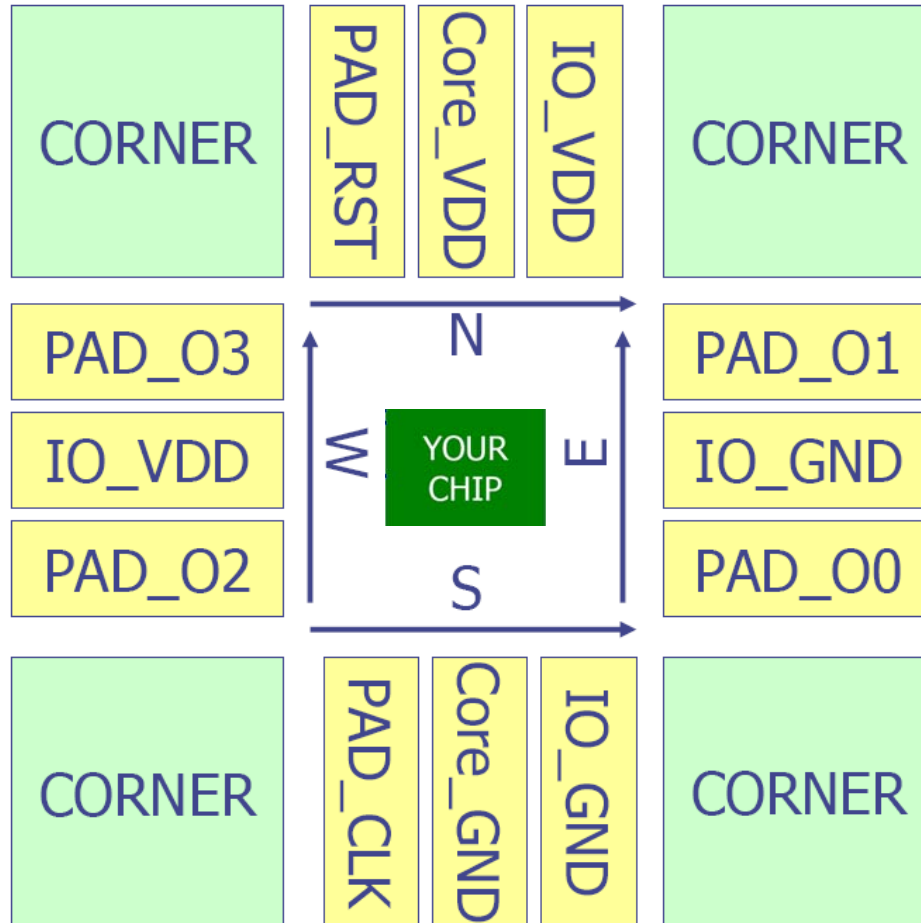 CORNER
PAD_RST
Core_VDD
IO_VDD
CORNER
PAD_O3
IO_VDD
PAD_O2
N
W
YOUR
CHIP
E
S
PAD_O1
IO_GND
PAD_O0
CORNER
PAD_CLK
Core_GND
IO_GND
CORNER